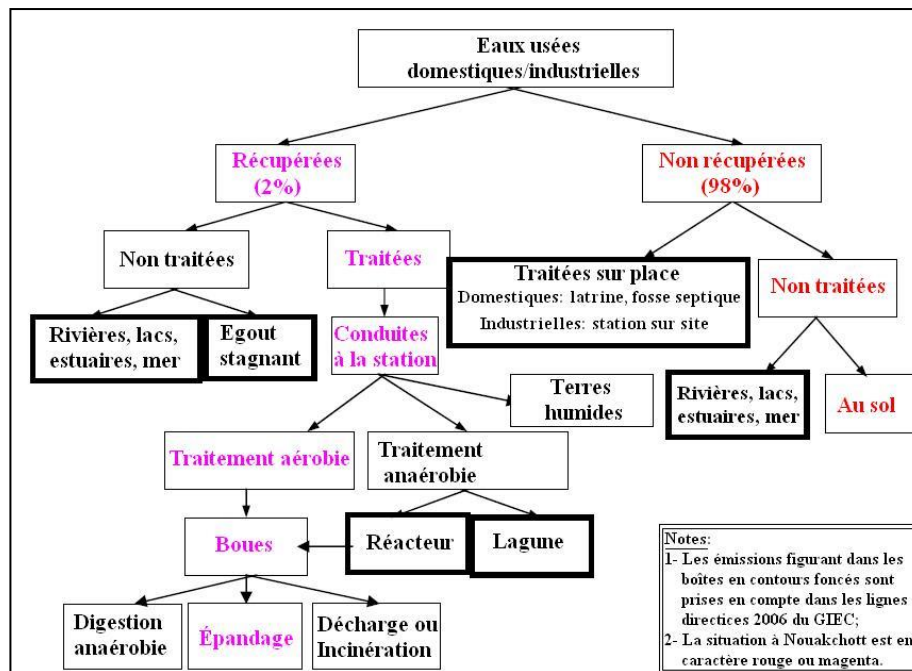 Eaux usées
domestiques/industrielles
Récupérées
(2%)
Non récupérées
(98%)
Non traitées
Traitées
Traitées sur place
Domestiques: latrine, fosse septique
Industrielles: station sur site
Non traitées
Rivières, lacs,
estuaires, mer
Egout
stagnant
Conduites
à la station
Terres
humides
Rivières, lacs,
estuaires, mer
Au sol
Traitement aérobie
Traitement
anaérobie
Boues
Réacteur
Lagune
Digestion
anaérobie
Épandage
Décharge ou
Incinération
Notes:
1- Les émissions figurant dans les
boîtes en contours foncés sont
prises en compte dans les lignes
directices 2006 du GIEC;
2- La situation à Nouakchott est en
caractère rouge ou magenta.